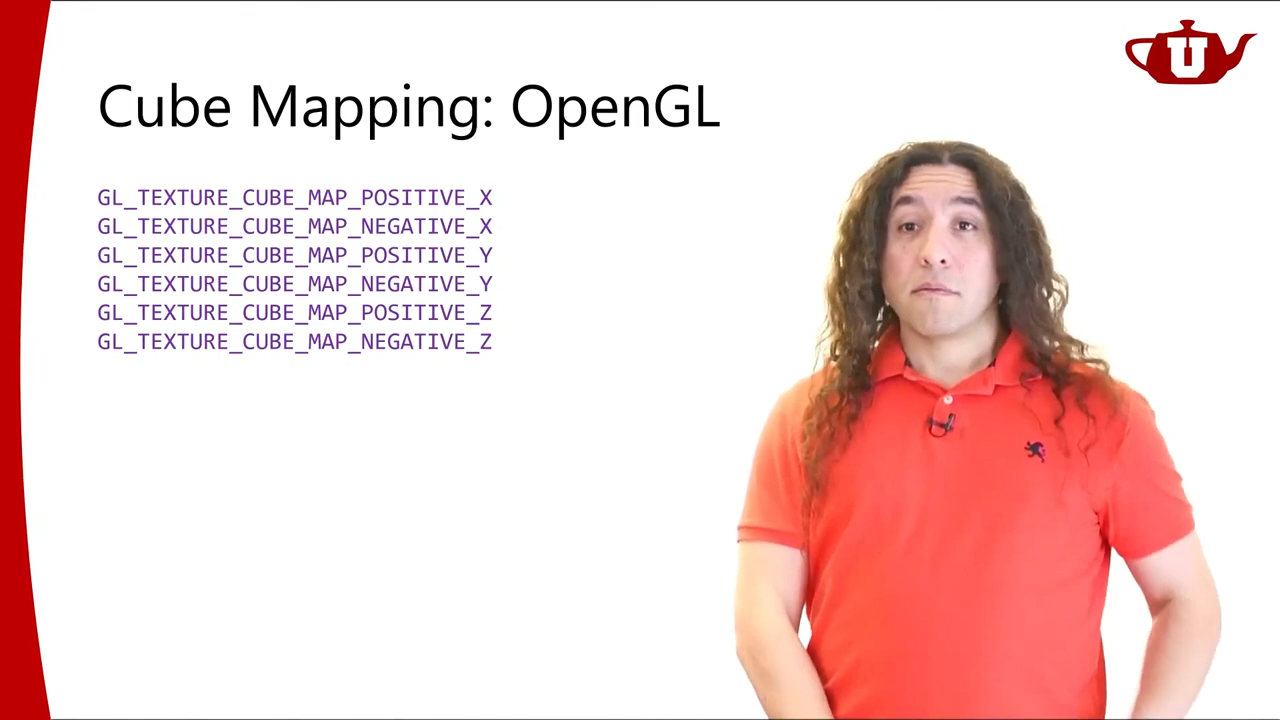 U
Cube Mapping: OpenGL
GL_TEXTURE_CUBE_MAP_POSITIVE_X
GL_TEXTURE_CUBE_MAP_NEGATIVE_X
GL_TEXTURE_CUBE_MAP_POSITIVE_Y
GL_TEXTURE_CUBE_MAP_NEGATIVE_Y
GL_TEXTURE_CUBE_MAP_POSITIVE_Z
GL_TEXTURE_CUBE_MAP_NEGATIVE_Z